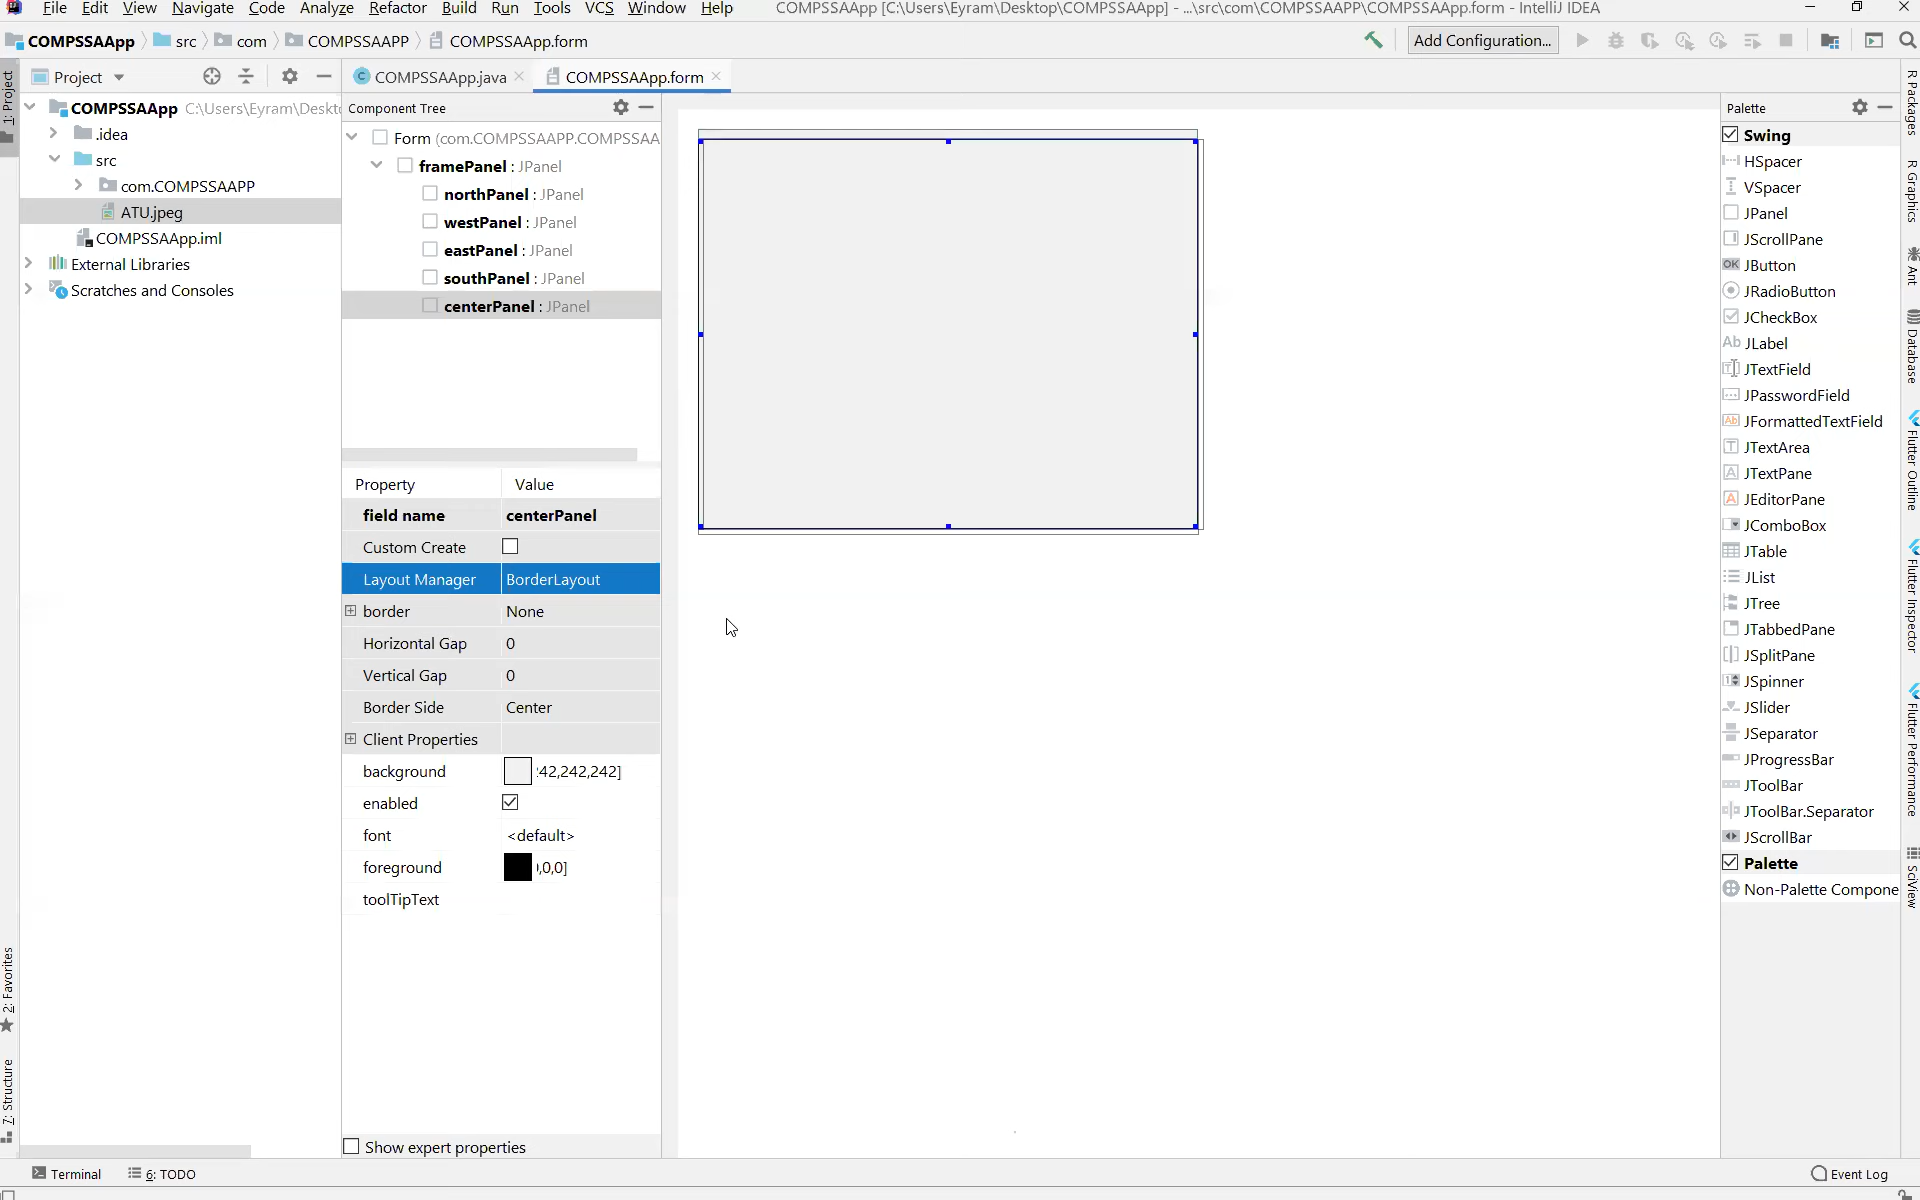 File Edit View Navigate Code Analyze Refactor Build Run Tools VCS Window Help COMPSSAApp [C:\Users\Eyram\Desktop\COMPSSAApp] - ...\src\com\COMPSSAAPP\COMPSSAApp.form - IntelliJ IDEA
COMPSSAApp src com COMPSSAAPP COMPSSAApp.form
Add Configuration...
Project
COMPSSAApp.java
COMPSSAApp.form
COMPSSAApp C:\Users\Eyram\Deskt
.idea
src
com.COMPSSAAPP
ATU.jpeg
COMPSSAApp.iml
External Libraries
Scratches and Consoles
Component Tree
Form (com.COMPSSAAPP.COMPSSAA
framePanel : JPanel
northPanel : JPanel
westPanel : JPanel
eastPanel : JPanel
southPanel : JPanel
centerPanel : JPanel
Property Value
field name centerPanel
Custom Create
Layout Manager BorderLayout
border None
Horizontal Gap 0
Vertical Gap 0
Border Side Center
Client Properties
background 42,242,242]
enabled
font <default>
foreground ,0,0]
toolTipText
Show expert properties
Palette
Swing
HSpacer
VSpacer
JPanel
JScrollPane
OK JButton
JRadioButton
JCheckBox
Ab JLabel
JTextField
JPasswordField
JFormattedTextField
JTextArea
JTextPane
JEditorPane
JComboBox
JTable
JList
JTree
JTabbedPane
JSplitPane
JSpinner
JSlider
JSeparator
JProgressBar
JToolBar
JToolBar.Separator
JScrollBar
Palette
Non-Palette Compone
1: Project
2: Favorites
Z: Structure
R Packages
R Graphics
Ant
Database
Flutter Outline
Flutter Inspector
Flutter Performance
SciView
Terminal
6: TODO
Event Log